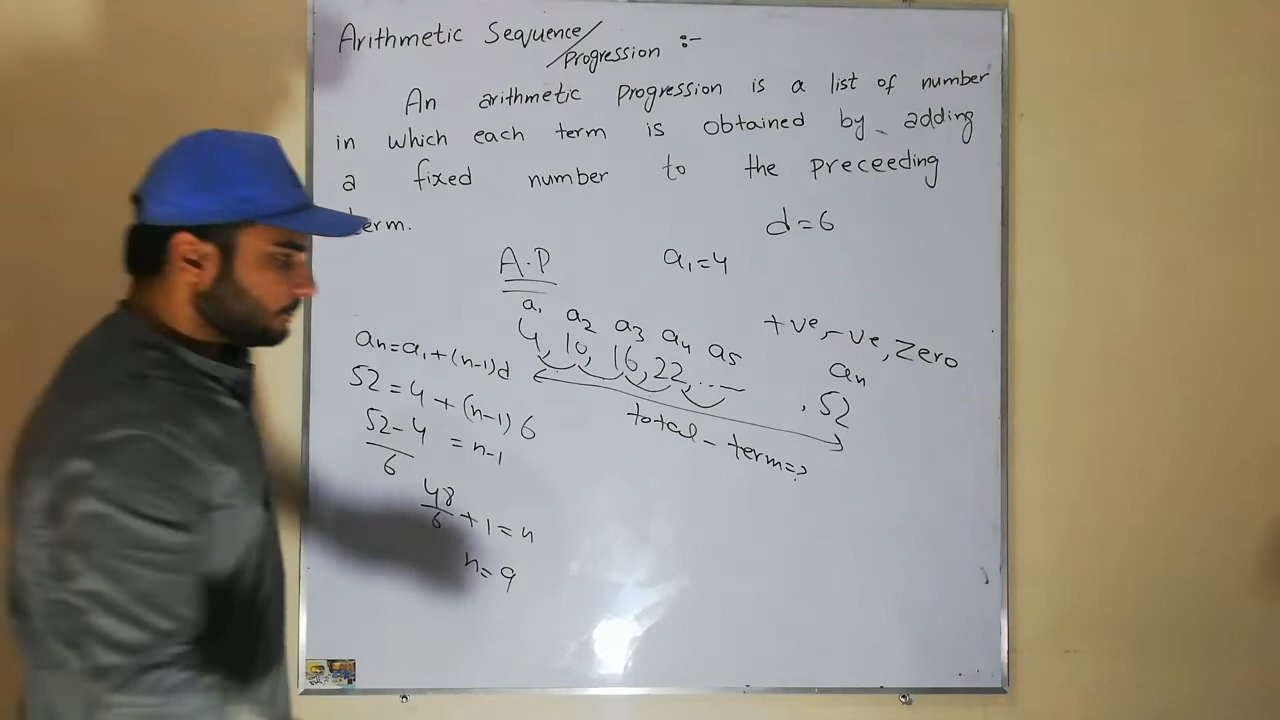 Arithmetic Sequence/
Progression :-
An arithmetic progression is a list of number
in which each term is obtained by adding
a fixed number to the preceeding
term.
d=6
A.P
a₁=4
a₁ a₂ a₃ a₄ a₅
4, 10, 16, 22, ...
+ve, -ve, Zero
aₙ
, 52
total-term=?
aₙ=a₁+(n-1)d
52=4+(n-1)6
52-4/6 = n-1
48/6 + 1 = n
n=9